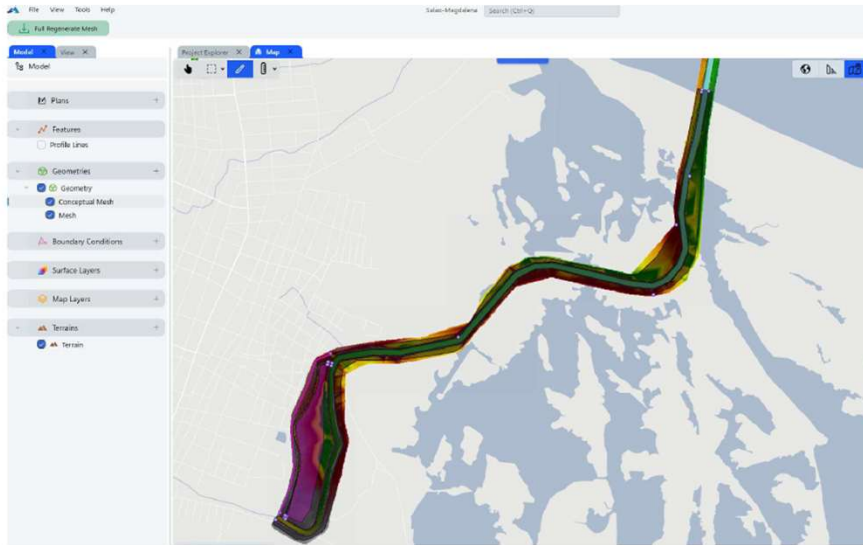 File View Tools Help
Salao-Magdalena
Search (Ctrl+Q)
Full Regenerate Mesh
Model
View
Project Explorer
Map
Model
Plans
Features
Profile Lines
Geometries
Geometry
Conceptual Mesh
Mesh
Boundary Conditions
Surface Layers
Map Layers
Terrains
Terrain